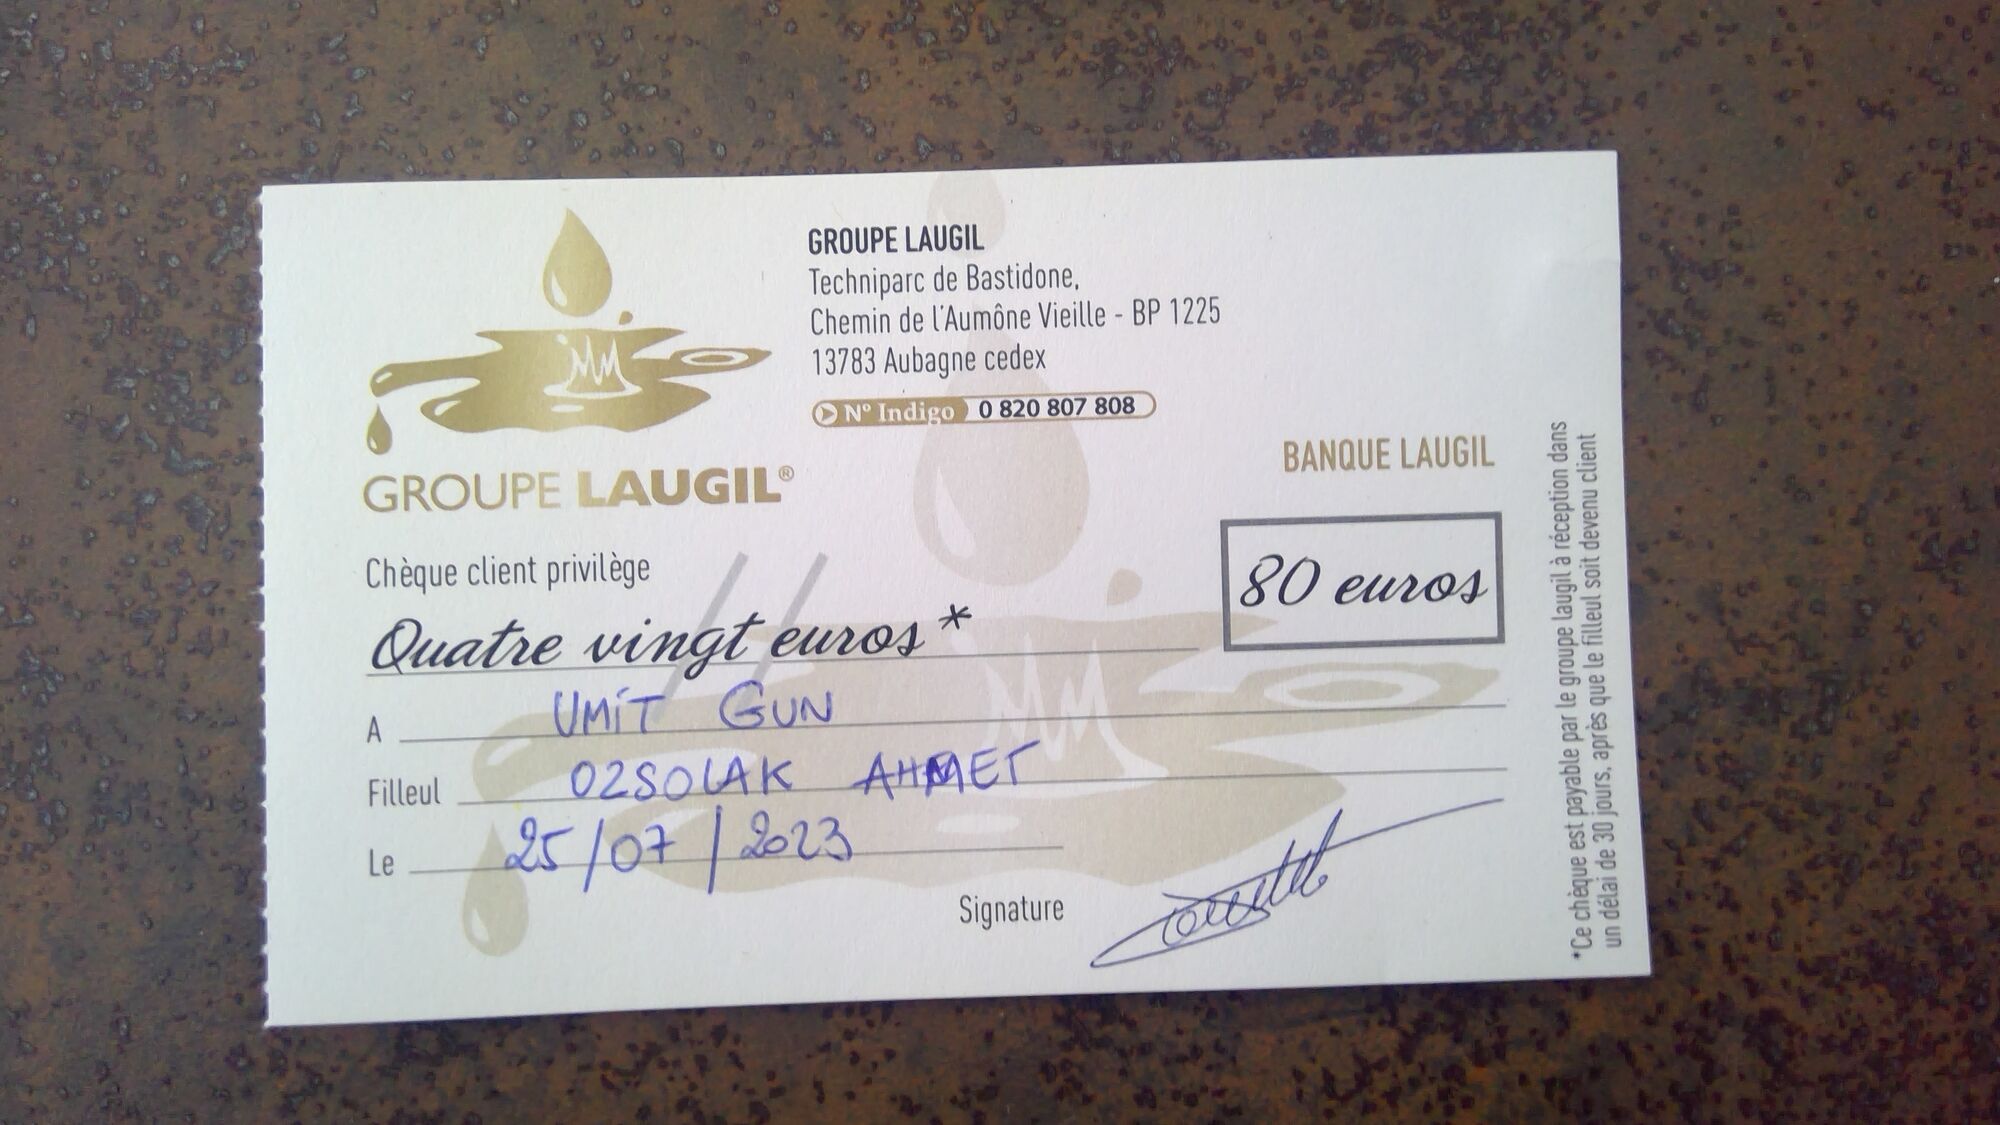 GROUPE LAUGIL
Techniparc de Bastidone,
Chemin de l'Aumône Vieille - BP 1225
13783 Aubagne cedex
N° Indigo 0 820 807 808
GROUPE LAUGIL®
BANQUE LAUGIL
Chèque client privilège
Quatre vingt euros*
80 euros
A UMIT GUN
Filleul OZSOLAK AHMET
Le 25/07/2023
Signature
*Ce chèque est payable par le groupe laugil à réception dans
un délai de 30 jours, après que le filleul soit devenu client